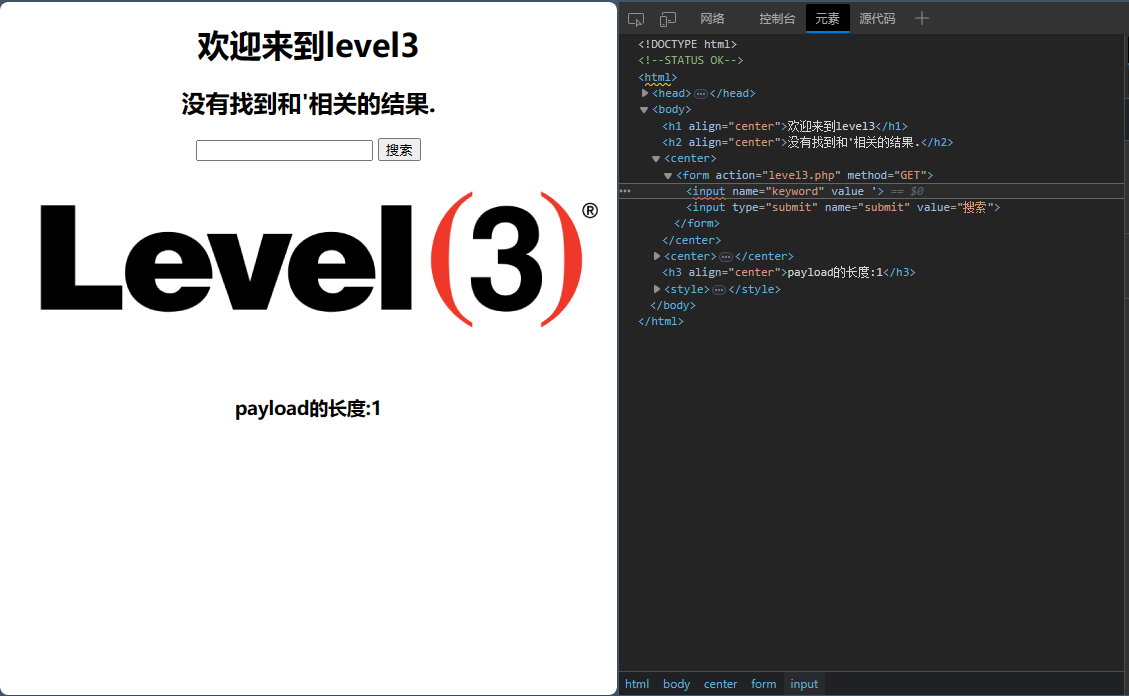 欢迎来到level3
没有找到和'相关的结果.
搜索
Level(3)®
payload的长度:1
网络 控制台 元素 源代码
<!DOCTYPE html>
<!--STATUS OK-->
<html>
<head>…</head>
<body>
<h1 align="center">欢迎来到level3</h1>
<h2 align="center">没有找到和'相关的结果.</h2>
<center>
<form action="level3.php" method="GET">
<input name="keyword" value '> == $0
<input type="submit" name="submit" value="搜索">
</form>
</center>
<center>…</center>
<h3 align="center">payload的长度:1</h3>
<style>…</style>
</body>
</html>
html body center form input